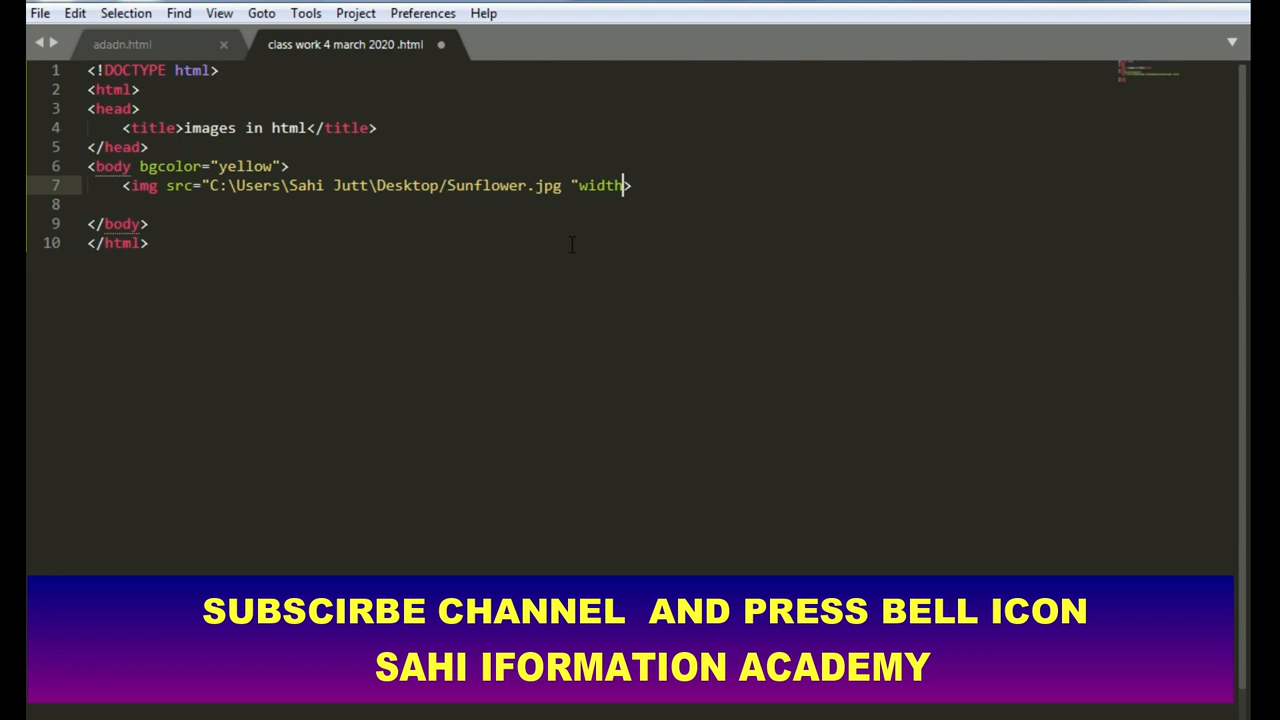 File Edit Selection Find View Goto Tools Project Preferences Help
adadn.html class work 4 march 2020 .html
1 <!DOCTYPE html>
2 <html>
3 <head>
4 <title>images in html</title>
5 </head>
6 <body bgcolor="yellow">
7 <img src="C:\Users\Sahi Jutt\Desktop/Sunflower.jpg "width>
8
9 </body>
10 </html>
SUBSCIRBE CHANNEL AND PRESS BELL ICON
SAHI IFORMATION ACADEMY